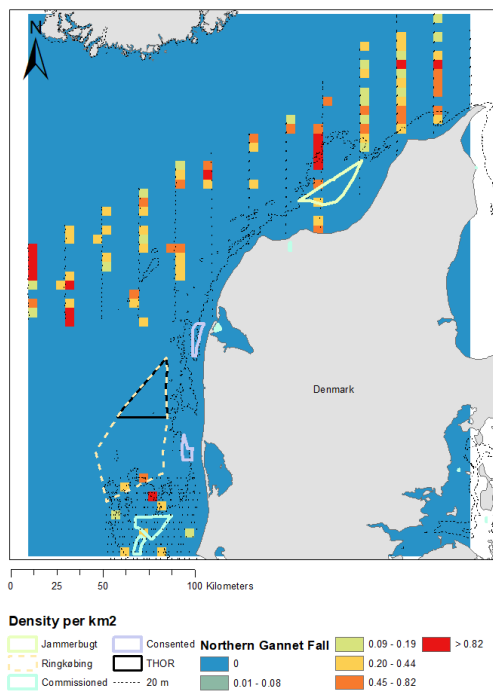 N
Denmark
0 25 50 100 Kilometers
Density per km2
Jammerbugt
Ringkøbing
Commissioned
Consented
THOR
20 m
Northern Gannet Fall
0
0.01 - 0.08
0.09 - 0.19
0.20 - 0.44
0.45 - 0.82
> 0.82